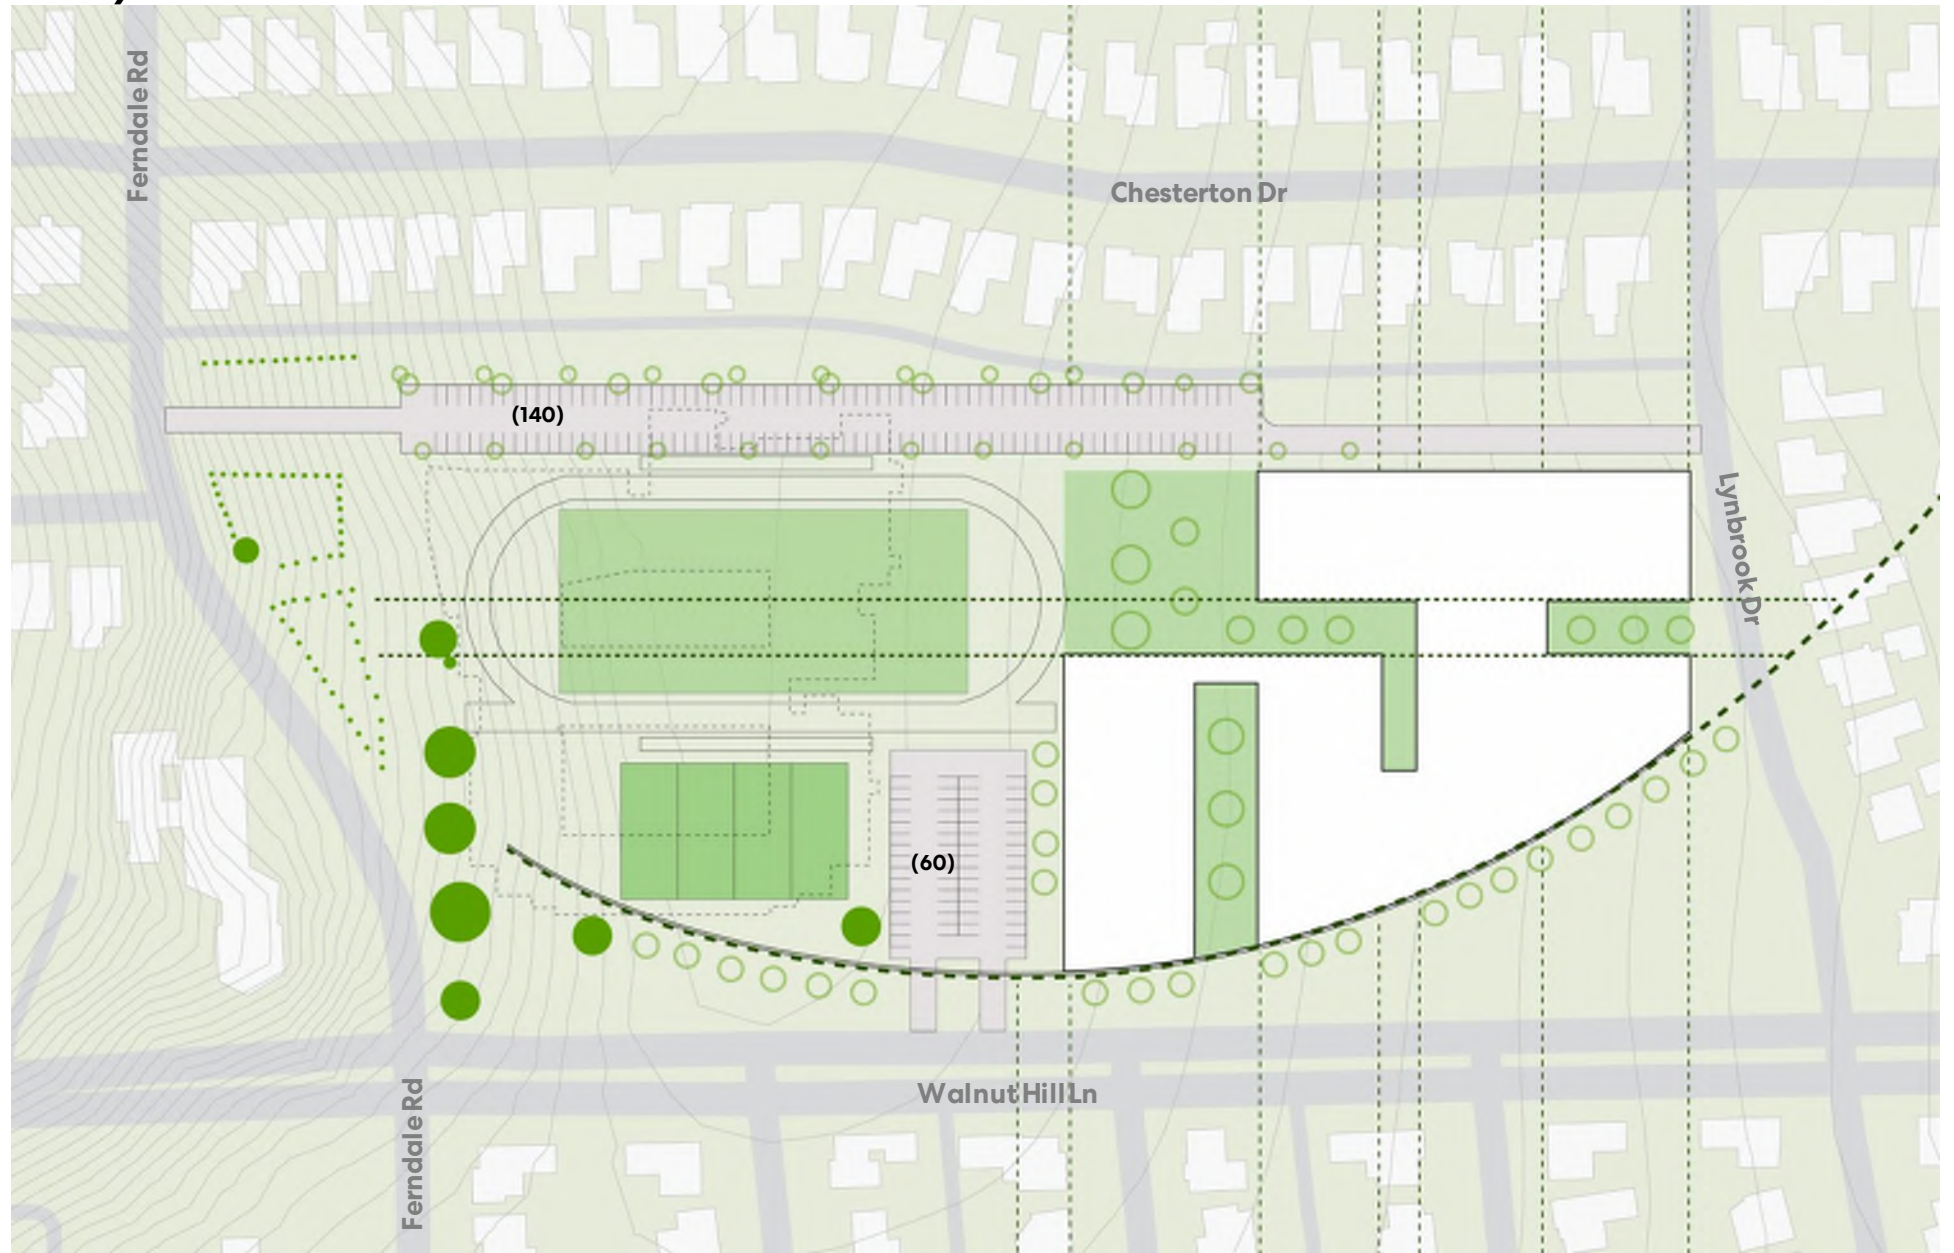 Ferndale Rd
Chesterton Dr
(140)
Lynbrook Dr
(60)
Walnut Hill Ln
Ferndale Rd